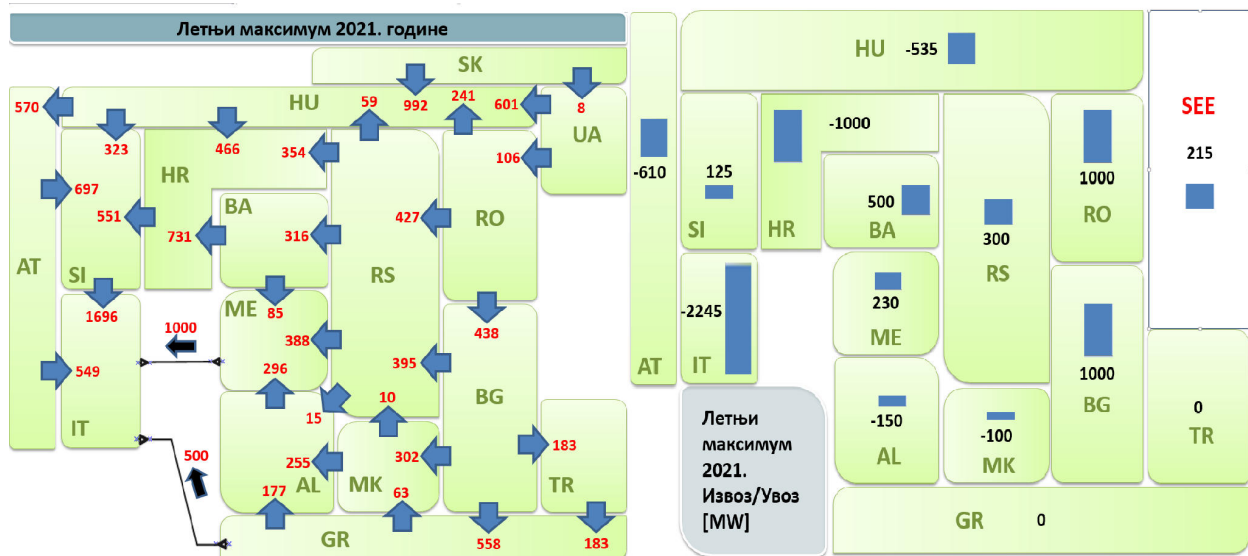 Летњи максимум 2021. године
SK
570
HU
59
992
241
601
8
UA
323
466
354
106
HR
697
551
731
BA
316
427
RO
AT
SI
RS
1696
1000
ME
85
438
388
549
296
395
BG
IT
15
10
500
255
302
183
AL
MK
TR
177
63
GR
558
183
HU
-535
-1000
-610
125
1000
SI
HR
500
BA
300
RO
RS
-2245
230
ME
1000
AT
IT
BG
-150
-100
AL
MK
0
TR
GR
0
SEE
215
Летњи
максимум
2021.
Извоз/Увоз
[MW]